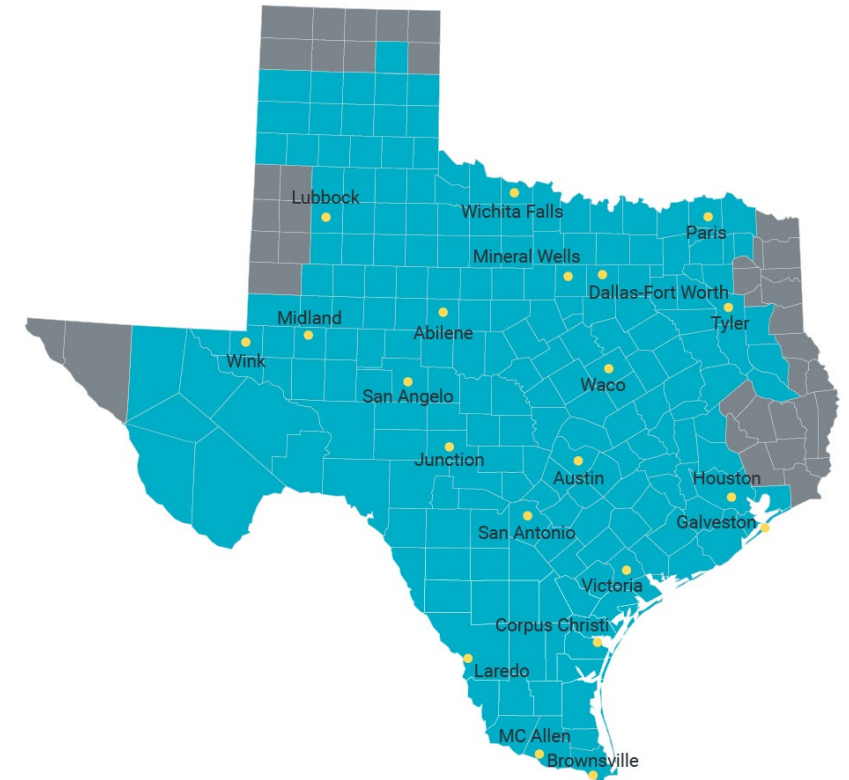 Lubbock
Wichita Falls
Paris
Mineral Wells
Dallas-Fort Worth
Midland
Abilene
Tyler
Wink
San Angelo
Waco
Junction
Austin
Houston
San Antonio
Galveston
Victoria
Corpus Christi
Laredo
MC Allen
Brownsville